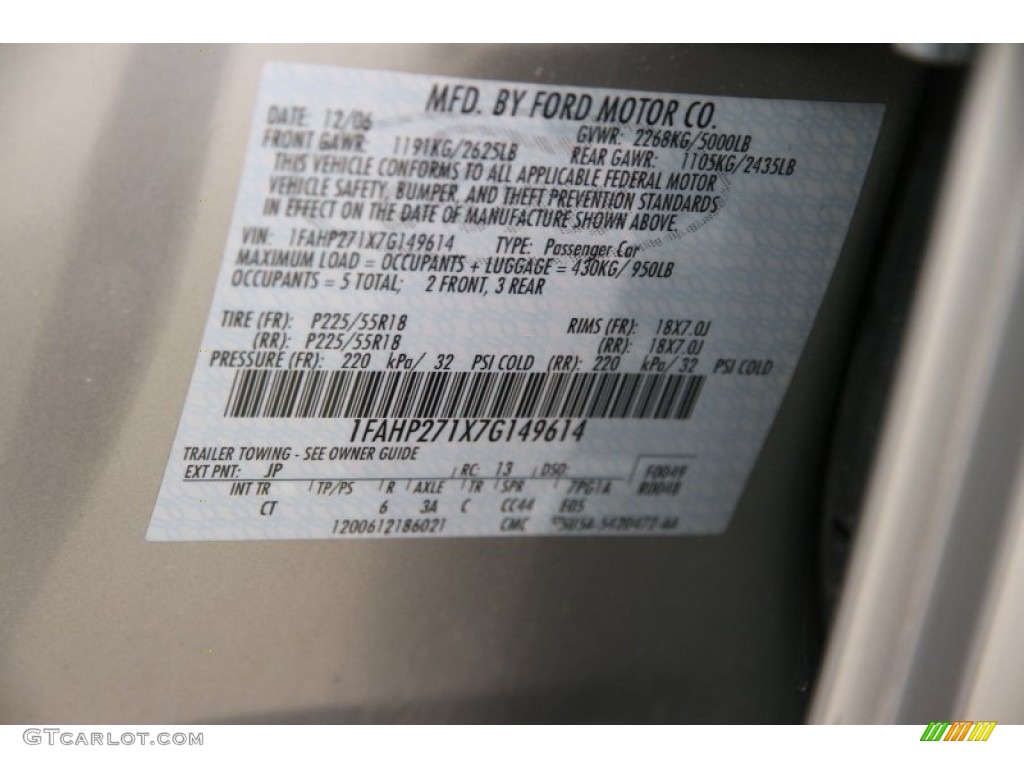 MFD. BY FORD MOTOR CO.
DATE: 12/06 GVWR: 2268KG/5000LB
FRONT GAWR: 1191KG/2625LB REAR GAWR: 1105KG/2435LB
THIS VEHICLE CONFORMS TO ALL APPLICABLE FEDERAL MOTOR
VEHICLE SAFETY, BUMPER, AND THEFT PREVENTION STANDARDS
IN EFFECT ON THE DATE OF MANUFACTURE SHOWN ABOVE.
VIN: 1FAHP271X7G149614 TYPE: Passenger Car
MAXIMUM LOAD = OCCUPANTS + LUGGAGE = 430KG/950LB
OCCUPANTS = 5 TOTAL; 2 FRONT, 3 REAR
TIRE (FR): P225/55R18 RIMS (FR): 18X7.0J
(RR): P225/55R18 (RR): 18X7.0J
PRESSURE (FR): 220 kPa/ 32 PSI COLD (RR): 220 kPa/32 PSI COLD
1FAHP271X7G149614
TRAILER TOWING - SEE OWNER GUIDE
EXT PNT: JP RC: 13 DSO: F0049
INT TR TP/PS R AXLE TR SPR 7PG1A R0048
CT 6 3A C CC44 E05
1200612186021 CMC
GTCarlot.com